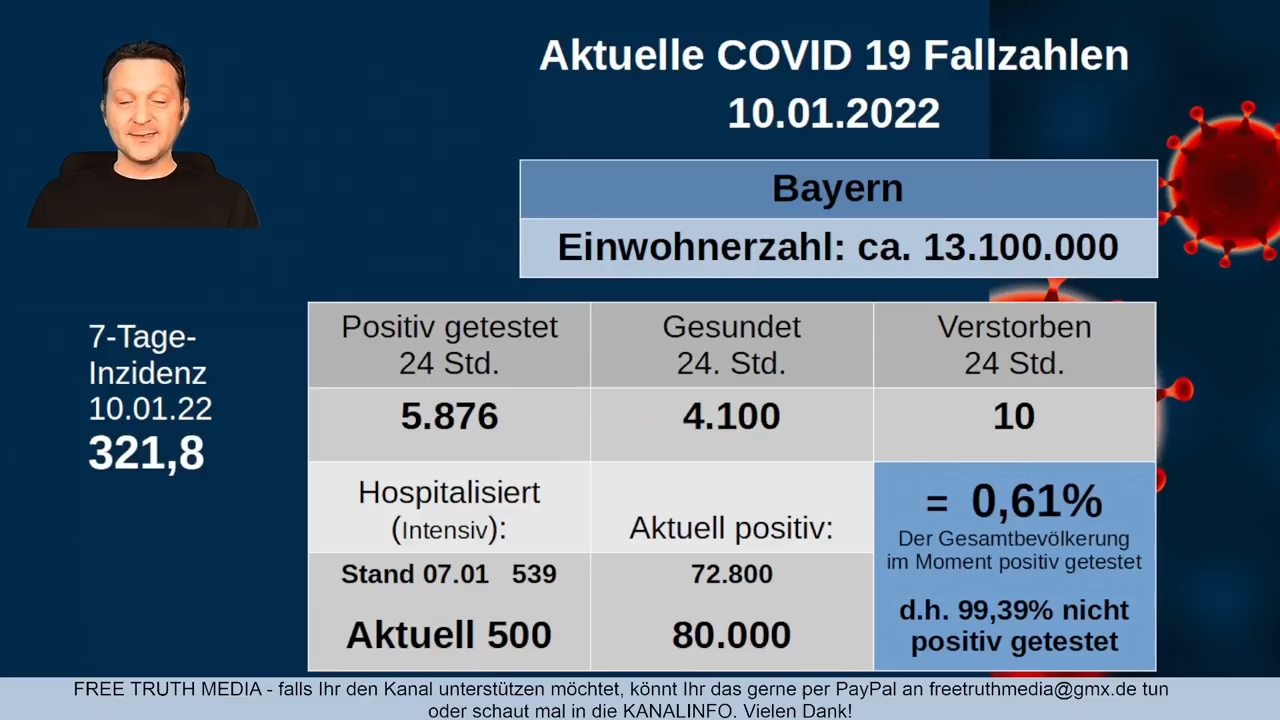 Aktuelle COVID 19 Fallzahlen
10.01.2022
Bayern
Einwohnerzahl: ca. 13.100.000
7-Tage-
Inzidenz
10.01.22
321,8
Positiv getestet
24 Std.
Gesundet
24. Std.
Verstorben
24 Std.
5.876
4.100
10
Hospitalisiert
(Intensiv):
Aktuell positiv:
= 0,61%
Der Gesamtbevölkerung
im Moment positiv getestet
Stand 07.01 539
72.800
d.h. 99,39% nicht
positiv getestet
Aktuell 500
80.000
FREE TRUTH MEDIA - falls Ihr den Kanal unterstützen möchtet, könnt Ihr das gerne per PayPal an freetruthmedia@gmx.de tun
oder schaut mal in die KANALINFO. Vielen Dank!